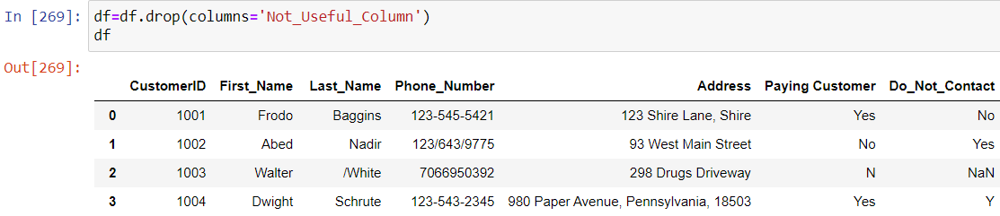 In [269]: df=df.drop(columns='Not_Useful_Column')
df
Out[269]:
CustomerID First_Name Last_Name Phone_Number Address Paying Customer Do_Not_Contact
0 1001 Frodo Baggins 123-545-5421 123 Shire Lane, Shire Yes No
1 1002 Abed Nadir 123/643/9775 93 West Main Street No Yes
2 1003 Walter /White 7066950392 298 Drugs Driveway N NaN
3 1004 Dwight Schrute 123-543-2345 980 Paper Avenue, Pennsylvania, 18503 Yes Y